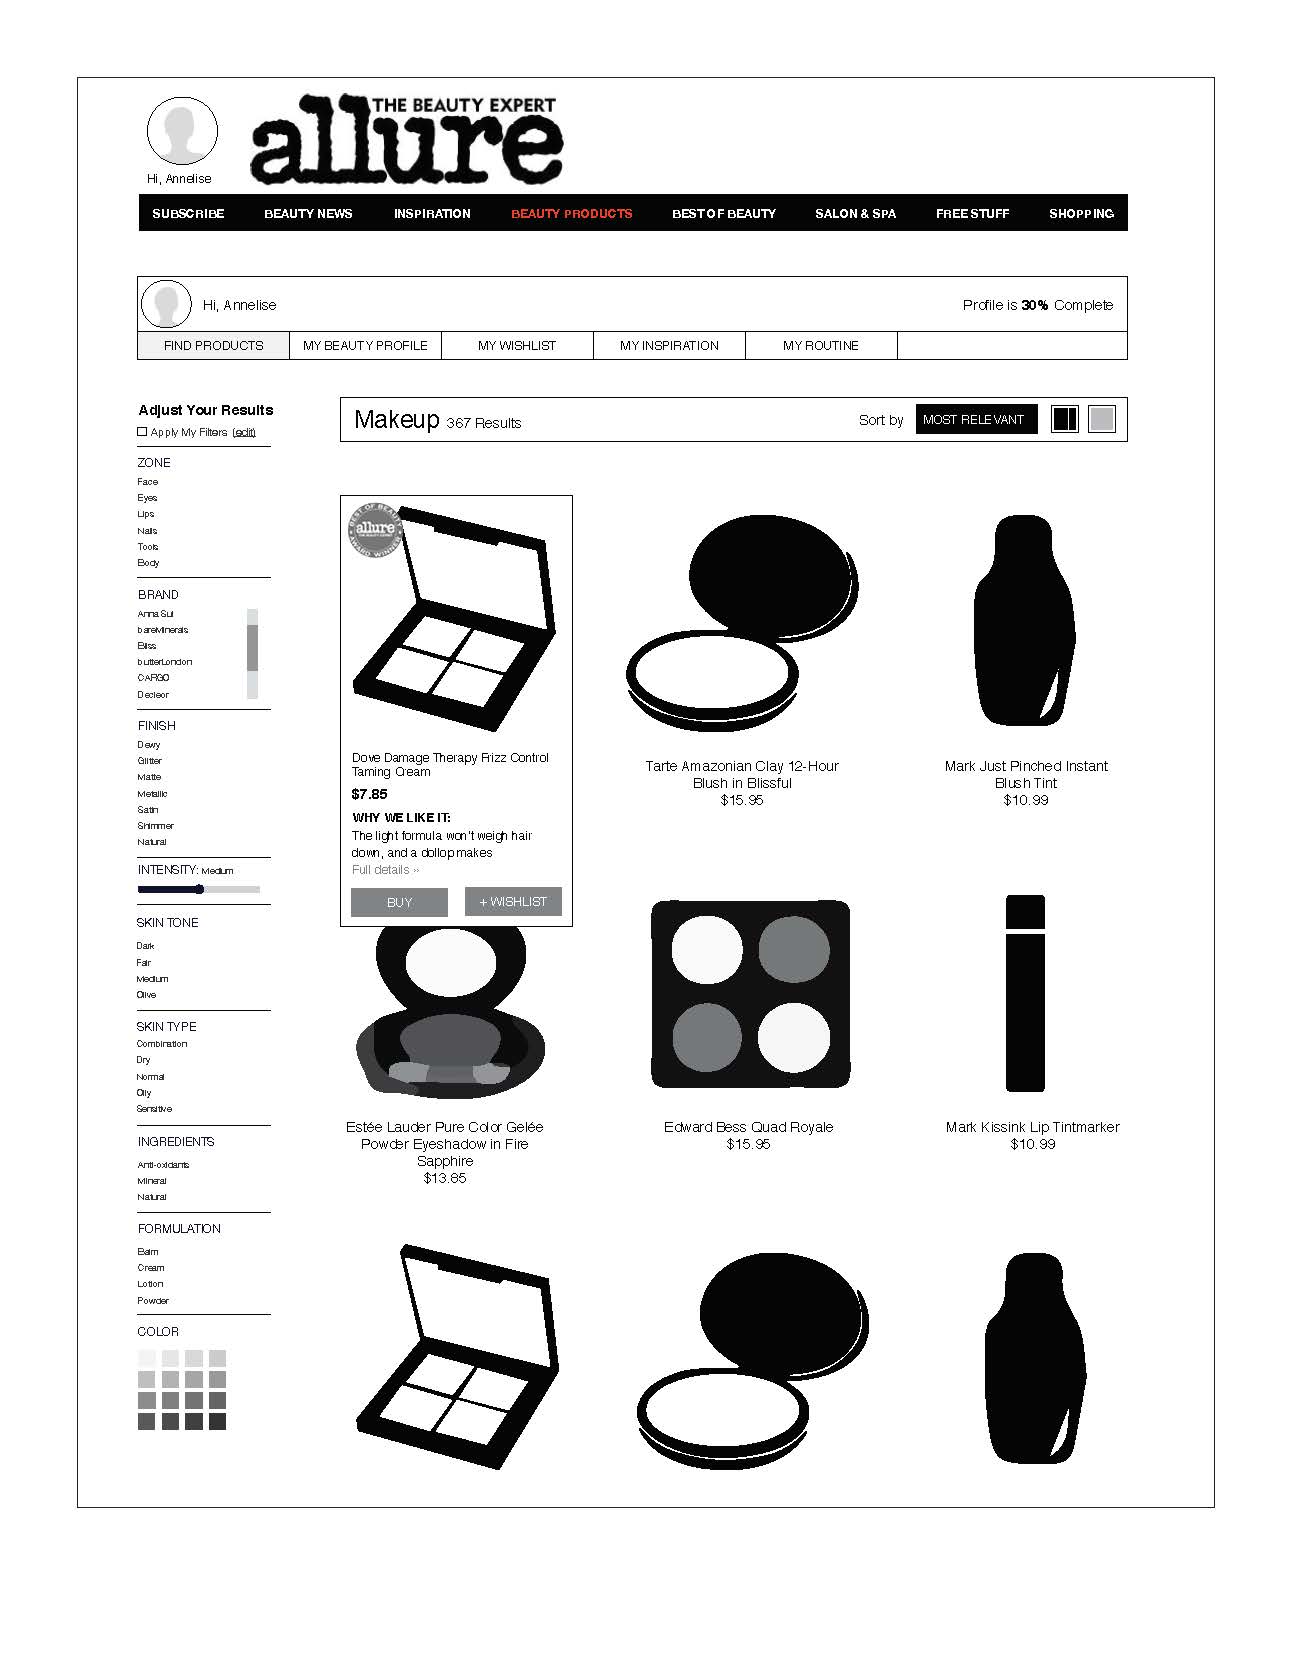 THE BEAUTY EXPERT
allure
Hi, Annelise
SUBSCRIBE BEAUTY NEWS INSPIRATION BEAUTY PRODUCTS BEST OF BEAUTY SALON & SPA FREE STUFF SHOPPING
Hi, Annelise
Profile is 30% Complete
FIND PRODUCTS MY BEAUTY PROFILE MY WISHLIST MY INSPIRATION MY ROUTINE
Adjust Your Results
Apply My Filters (edit)
ZONE
Face
Eyes
Lips
Nails
Tools
Body
BRAND
Anna Sui
bareMinerals
Bliss
butterLondon
CARGO
Decleor
FINISH
Dewy
Glitter
Matte
Metallic
Satin
Shimmer
Natural
INTENSITY: Medium
SKIN TONE
Dark
Fair
Medium
Olive
SKIN TYPE
Combination
Dry
Normal
Oily
Sensitive
INGREDIENTS
Anti-oxidants
Mineral
Natural
FORMULATION
Balm
Cream
Lotion
Powder
COLOR
Makeup 367 Results
Sort by MOST RELEVANT
BEST OF BEAUTY
allure
THE BEAUTY EXPERT
AWARD WINNER
Dove Damage Therapy Frizz Control
Taming Cream
$7.85
WHY WE LIKE IT:
The light formula won't weigh hair
down, and a dollop makes
Full details ››
BUY + WISHLIST
Tarte Amazonian Clay 12-Hour
Blush in Blissful
$15.95
Mark Just Pinched Instant
Blush Tint
$10.99
Estée Lauder Pure Color Gelée
Powder Eyeshadow in Fire
Sapphire
$13.85
Edward Bess Quad Royale
$15.95
Mark Kissink Lip Tintmarker
$10.99